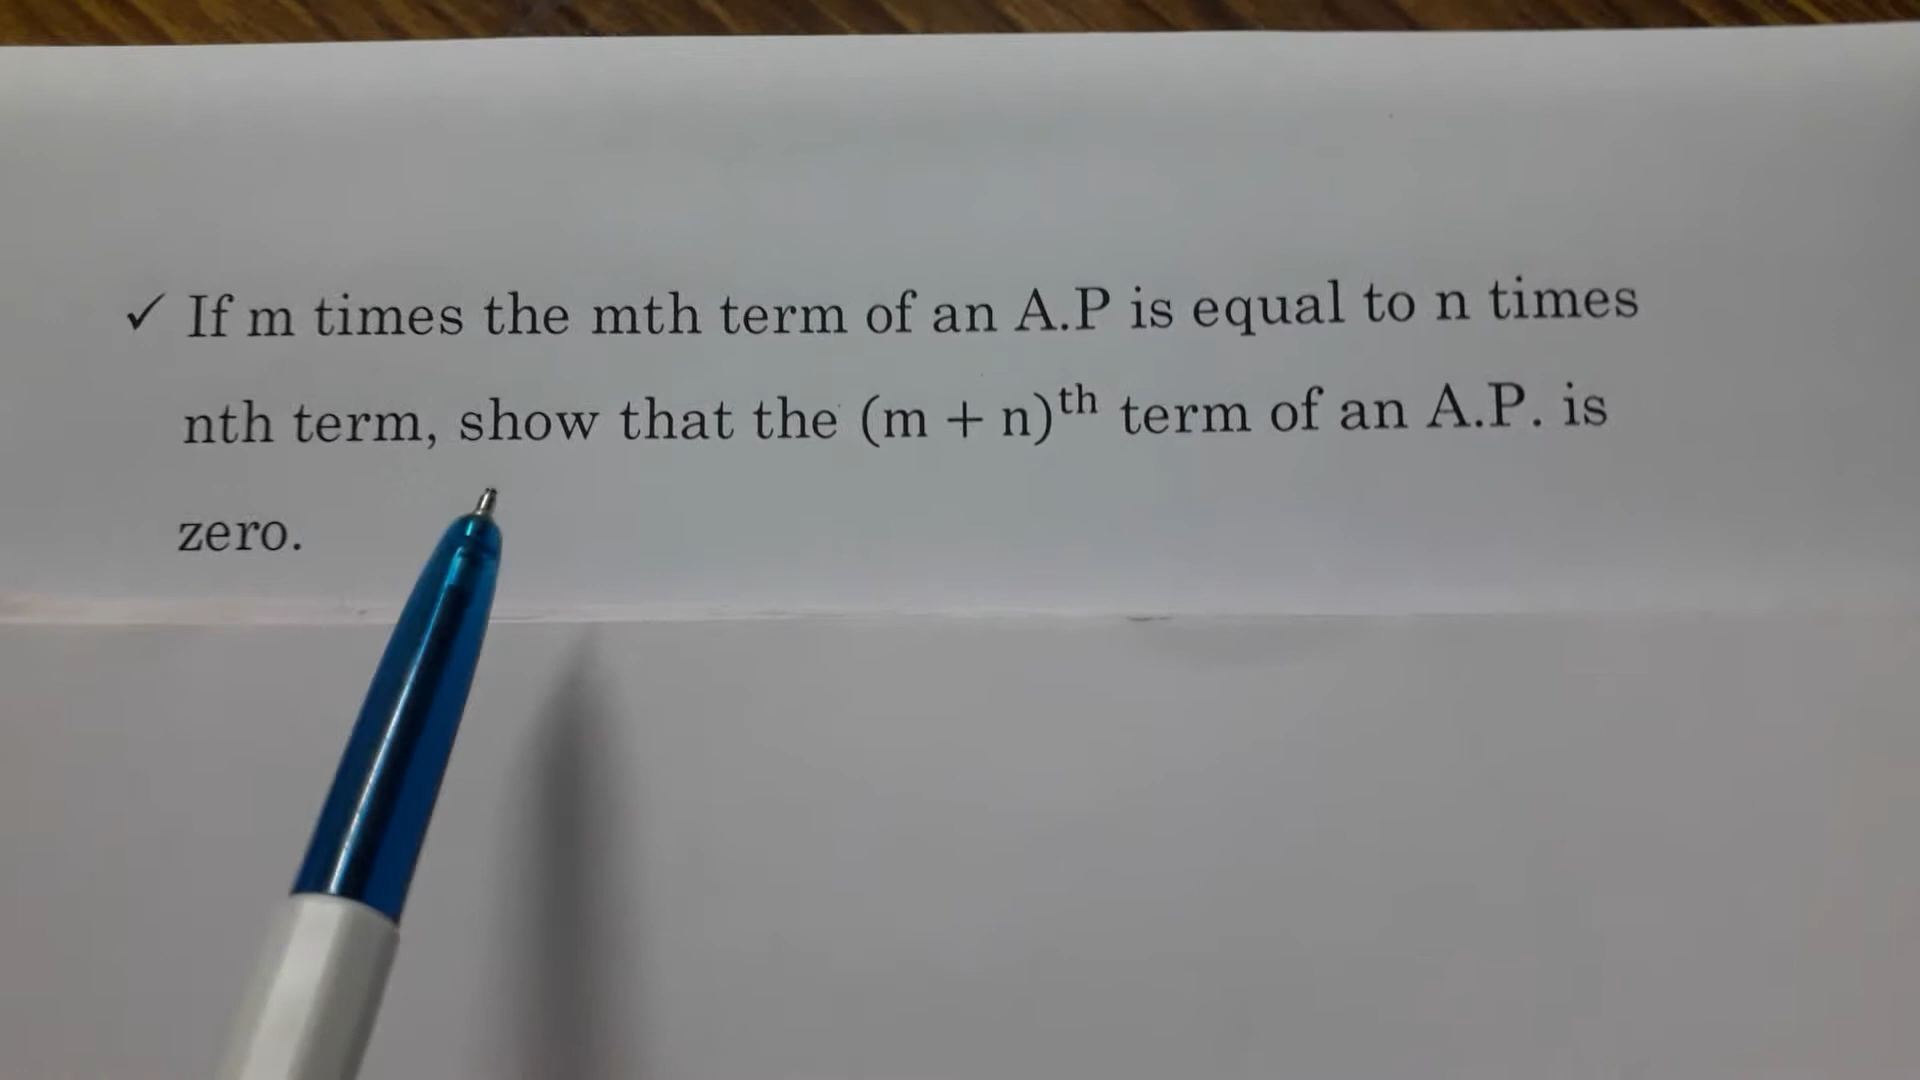 ✓ If m times the mth term of an A.P is equal to n times
nth term, show that the (m + n)ᵗʰ term of an A.P. is
zero.